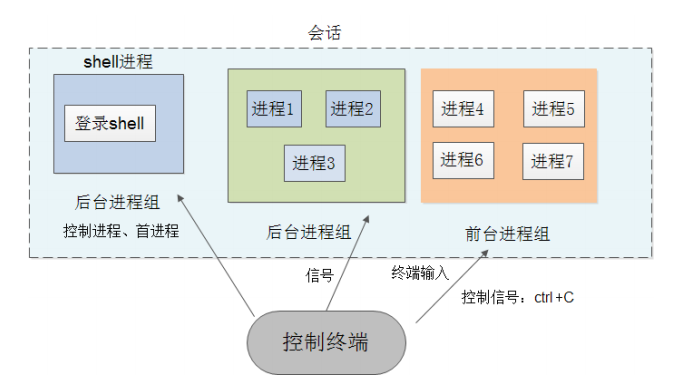 会话
shell进程
登录shell
后台进程组
控制进程、首进程
进程1
进程2
进程3
后台进程组
进程4
进程5
进程6
进程7
前台进程组
信号
终端输入
控制信号：ctrl+C
控制终端